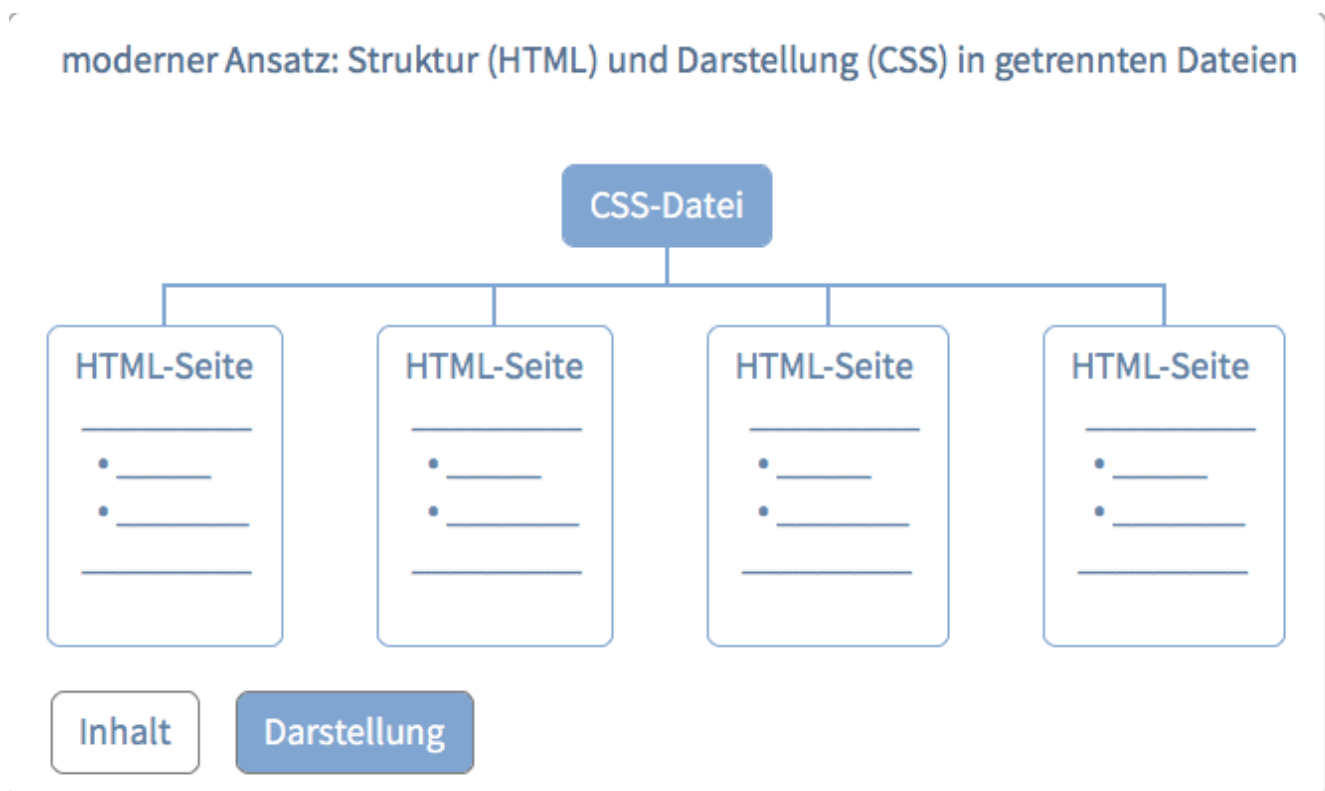 moderner Ansatz: Struktur (HTML) und Darstellung (CSS) in getrennten Dateien
CSS-Datei
HTML-Seite
HTML-Seite
HTML-Seite
HTML-Seite
Inhalt
Darstellung